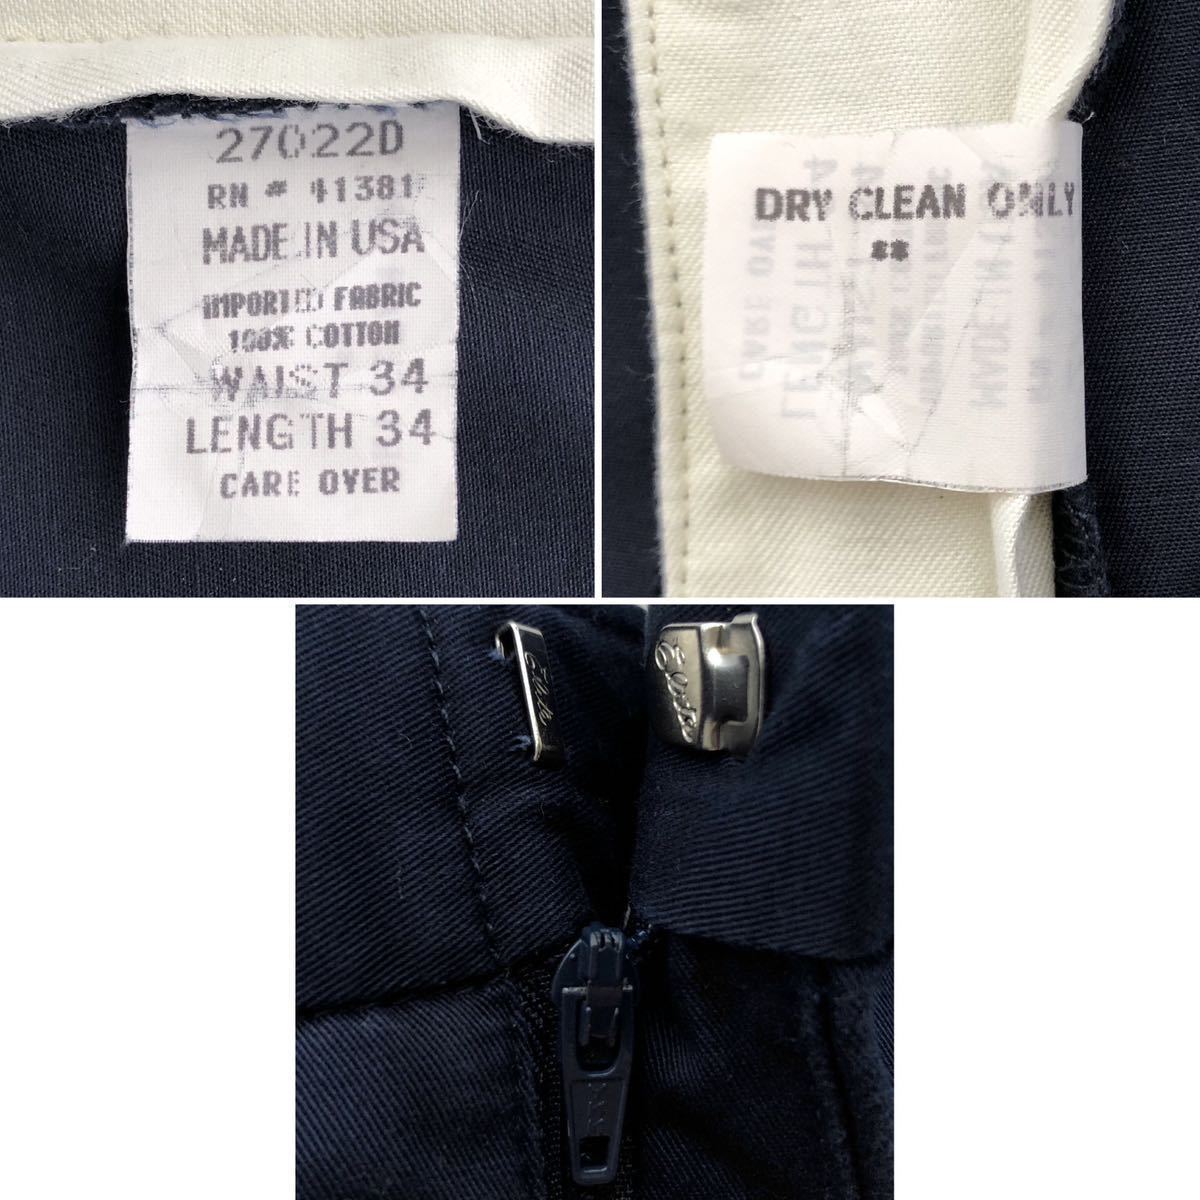 27022D
RN # 41381
MADE IN USA
IMPORTED FABRIC
100% COTTON
WAIST 34
LENGTH 34
CARE OVER
DRY CLEAN ONLY
**
YKK